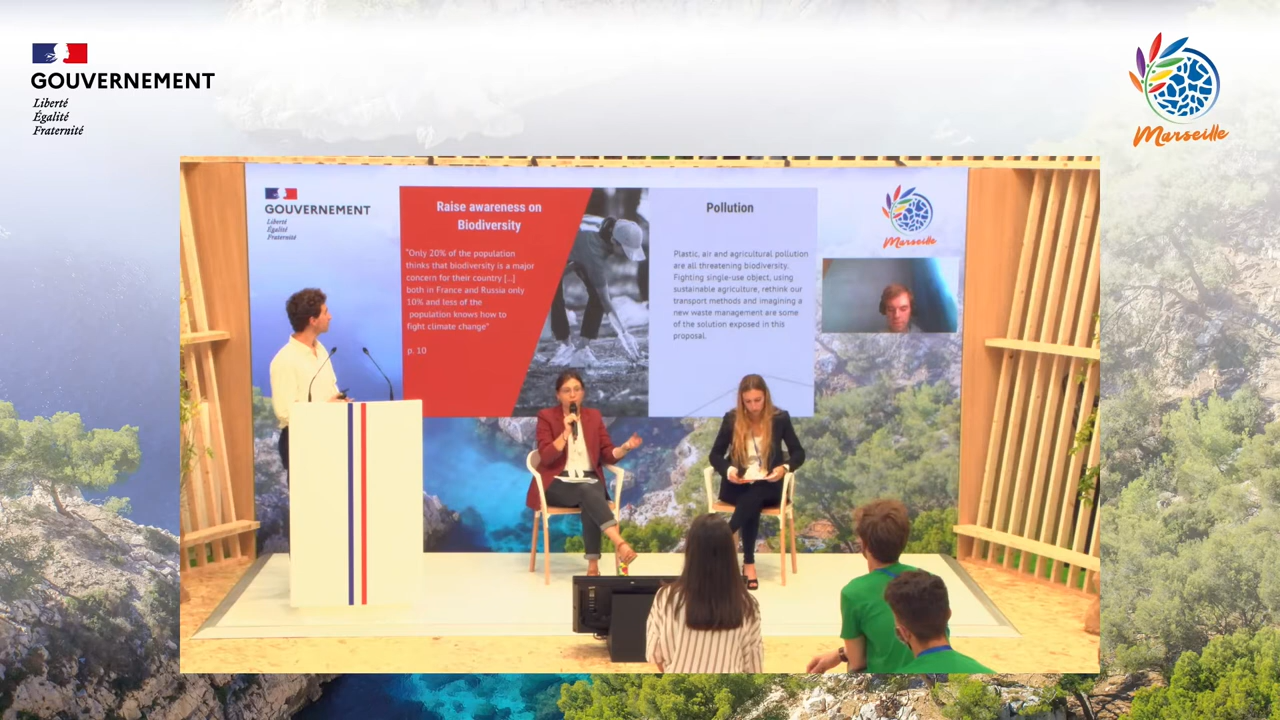 GOUVERNEMENT
Liberté
Égalité
Fraternité
Marseille
GOUVERNEMENT
Liberté
Égalité
Fraternité
Raise awareness on
Biodiversity
"Only 20% of the population
thinks that biodiversity is a major
concern for their country [...]
both in France and Russia only
10% and less of the
population knows how to
fight climate change"
p. 10
Pollution
Plastic, air and agricultural pollution
are all threatening biodiversity.
Fighting single-use object, using
sustainable agriculture, rethink our
transport methods and imagining a
new waste management are some
of the solution exposed in this
proposal.
Marseille